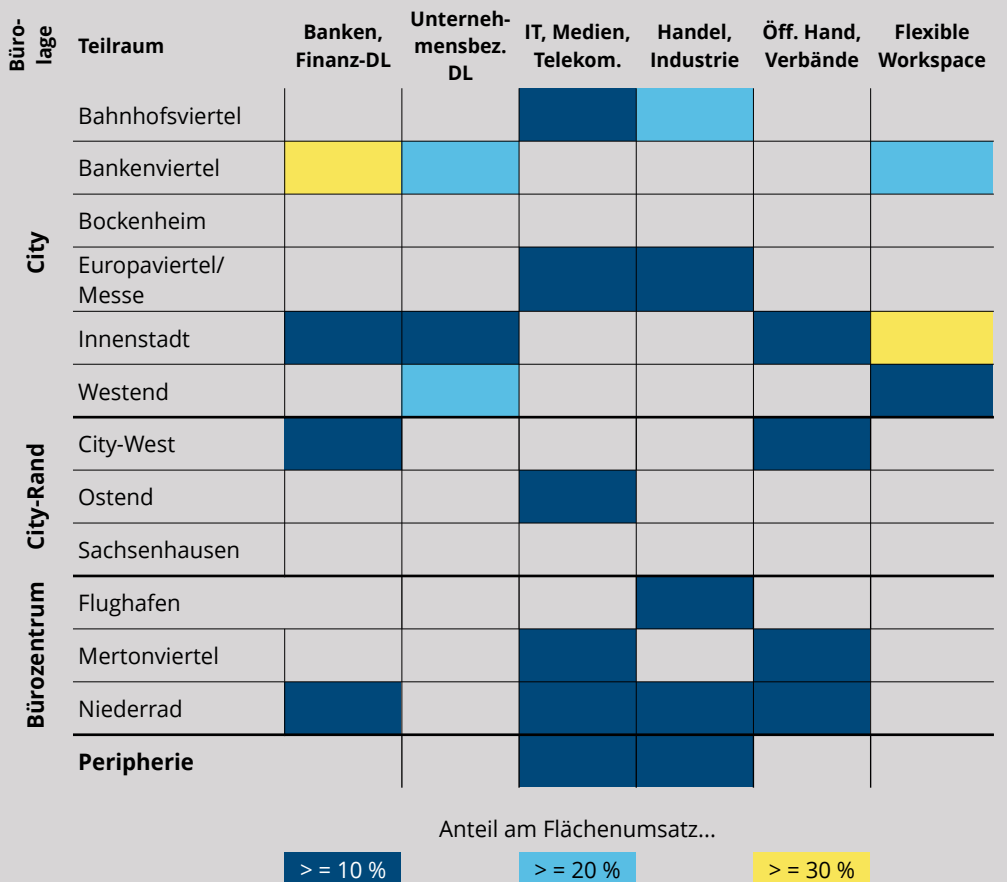 Büro-
lage
Teilraum
Banken,
Finanz-DL
Unterneh-
mensbez.
DL
IT, Medien,
Telekom.
Handel,
Industrie
Öff. Hand,
Verbände
Flexible
Workspace
City
Bahnhofsviertel
Bankenviertel
Bockenheim
Europaviertel/
Messe
Innenstadt
Westend
City-Rand
City-West
Ostend
Sachsenhausen
Bürozentrum
Flughafen
Mertonviertel
Niederrad
Peripherie
Anteil am Flächenumsatz...
> = 10 %
> = 20 %
> = 30 %